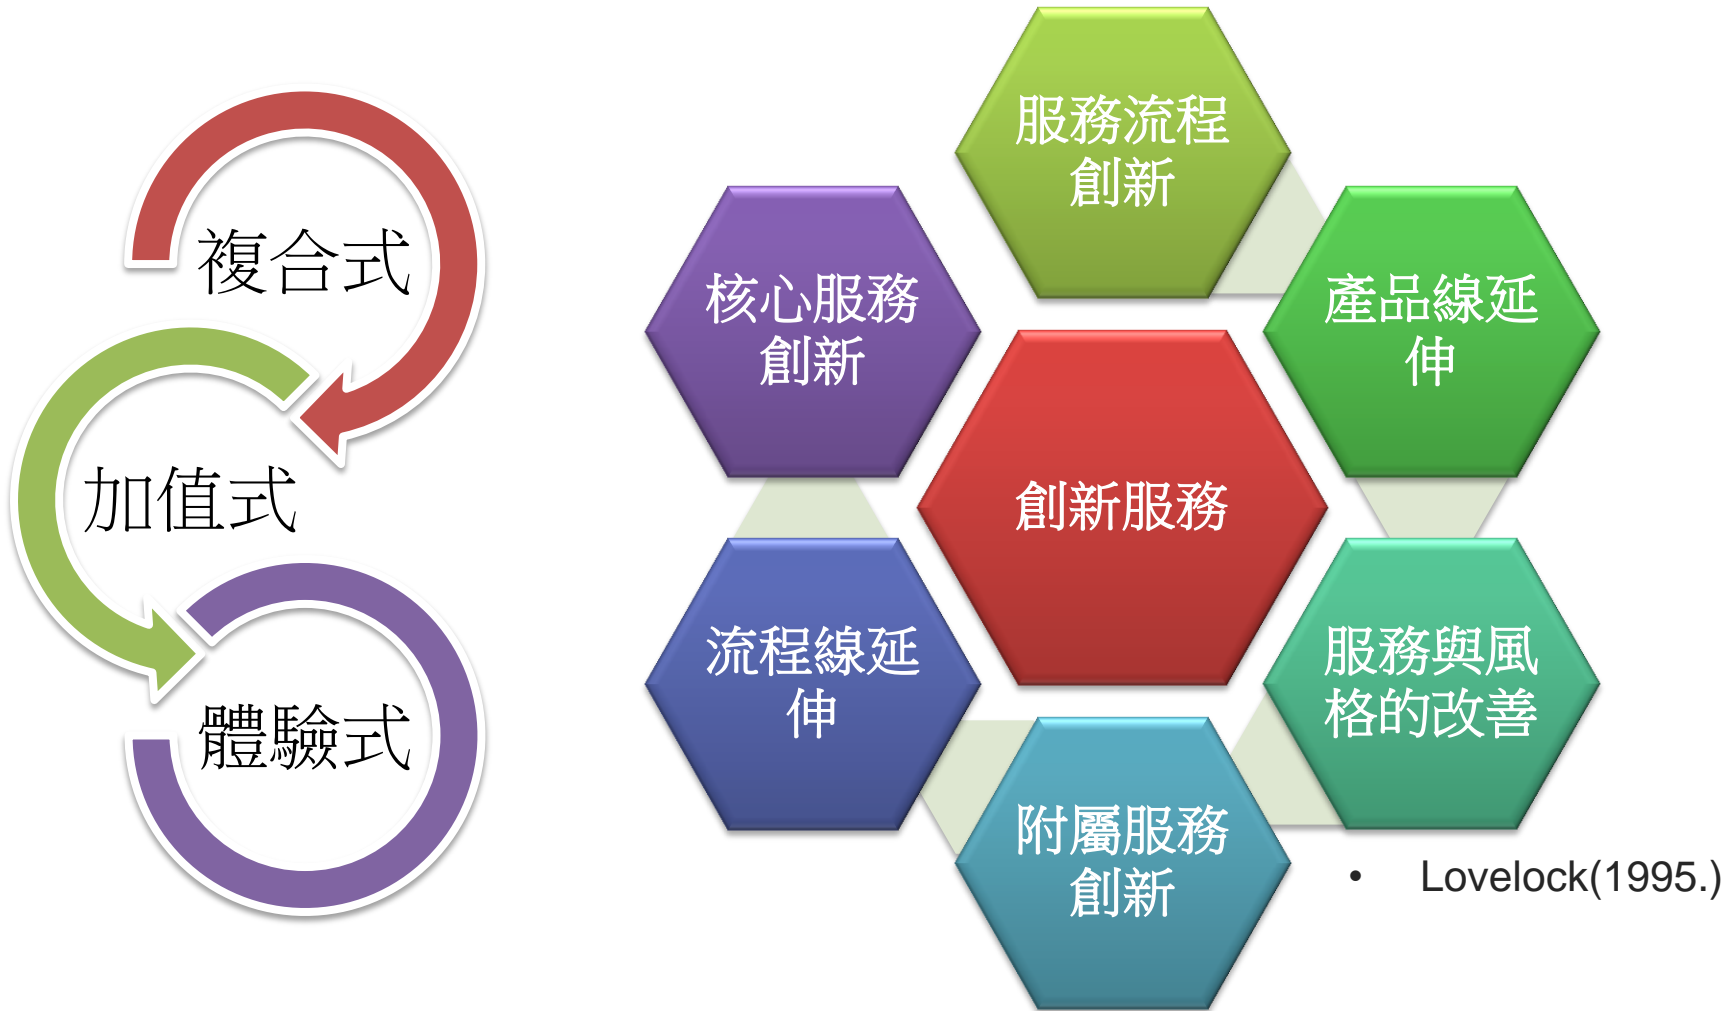 複合式
加值式
體驗式
服務流程
創新
核心服務
創新
產品線延
伸
創新服務
流程線延
伸
服務與風
格的改善
附屬服務
創新
• Lovelock(1995.)